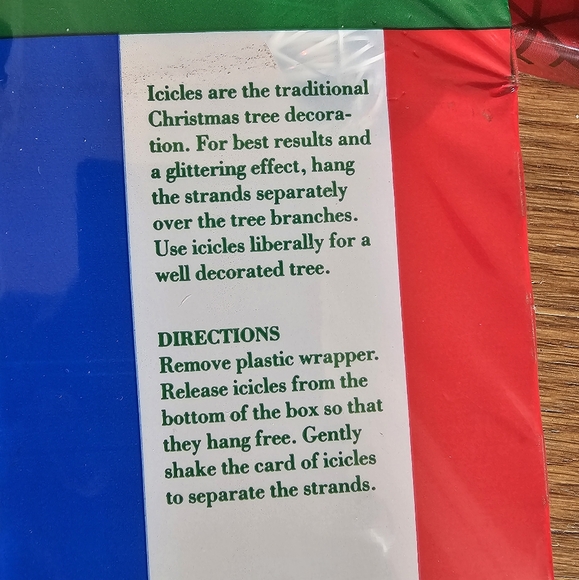 Icicles are the traditional
Christmas tree decora-
tion. For best results and
a glittering effect, hang
the strands separately
over the tree branches.
Use icicles liberally for a
well decorated tree.
DIRECTIONS
Remove plastic wrapper.
Release icicles from the
bottom of the box so that
they hang free. Gently
shake the card of icicles
to separate the strands.